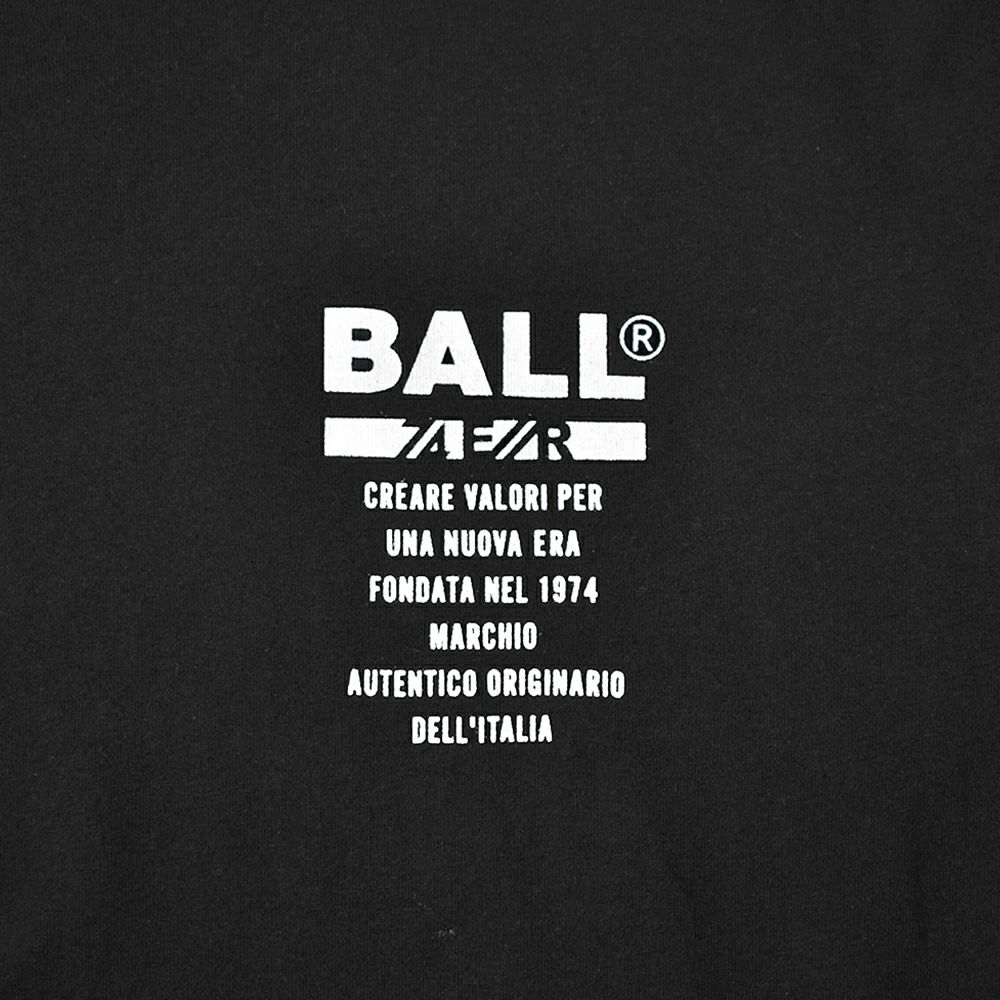 BALL®
CREARE VALORI PER
UNA NUOVA ERA
FONDATA NEL 1974
MARCHIO
AUTENTICO ORIGINARIO
DELL'ITALIA